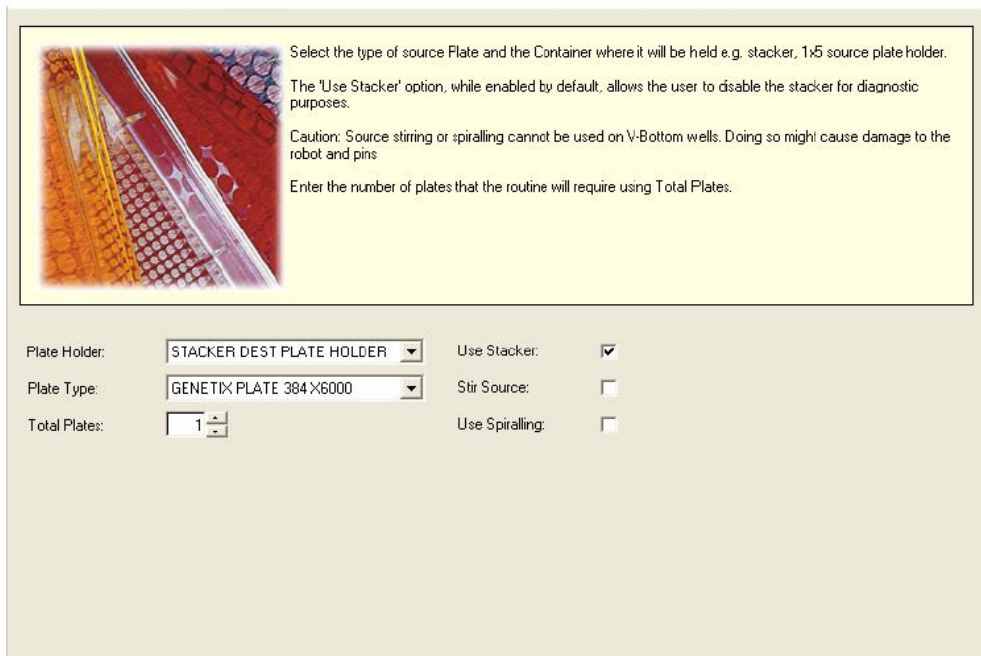 Select the type of source Plate and the Container where it will be held e.g. stacker, 1x5 source plate holder.
The 'Use Stacker' option, while enabled by default, allows the user to disable the stacker for diagnostic
purposes.
Caution: Source stirring or spiralling cannot be used on V-Bottom wells. Doing so might cause damage to the
robot and pins
Enter the number of plates that the routine will require using Total Plates.
Plate Holder: STACKER DEST PLATE HOLDER Use Stacker:
Plate Type: GENETIX PLATE 384 X6000 Stir Source:
Total Plates: 1 Use Spiralling: